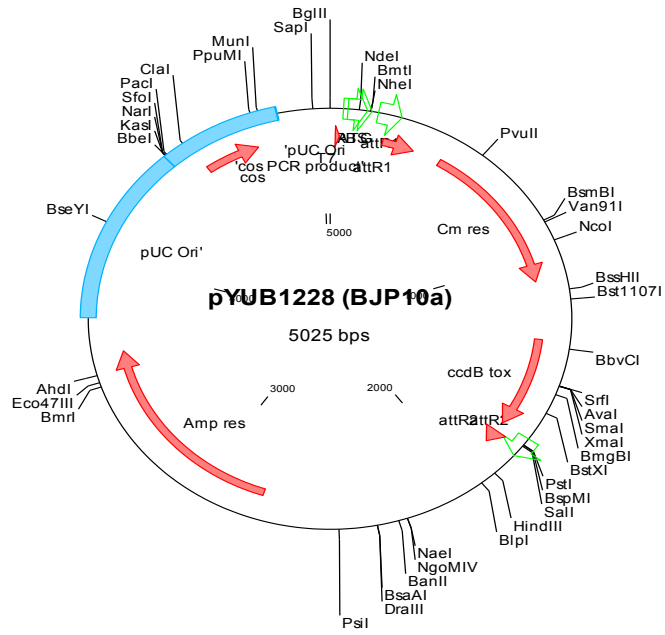 BglII
SapI
MunI
PpuMI
ClaI
PacI
SfoI
NarI
KasI
BbeI
BseYI
NdeI
BmtI
NheI
PvuII
BsmBI
Van91I
NcoI
BssHII
Bst1107I
BbvCI
SrfI
AvaI
SmaI
XmaI
BmgBI
BstXI
PstI
BspMI
SalI
HindIII
BlpI
NaeI
NgoMIV
BanII
BsaAI
DraIII
PsiI
AhdI
Eco47III
BmrI
'pUC Ori
T7
'cos PCR product'
cos
attR1
Cm res
pUC Ori'
5000
1000
pYUB1228 (BJP10a)
5025 bps
ccdB tox
3000
2000
Amp res
attR2